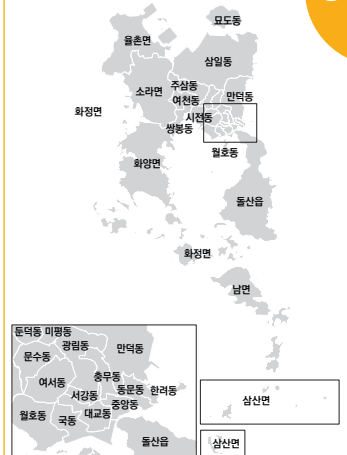 묘도동
율촌면
삼일동
소라면
주삼동
여천동
만덕동
화정면
시전동
쌍봉동
월호동
화양면
돌산읍
화정면
남면
둔덕동 미평동
광림동
만덕동
문수동
여서동
충무동
서강동
동문동
한려동
중앙동
월호동
국동
대교동
돌산읍
삼산면
삼산면